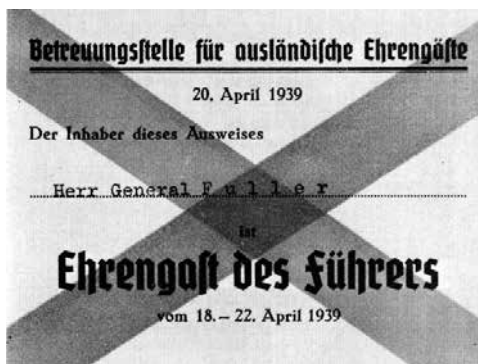 Betreuungsſtelle für ausländiſche Ehrengäſte
20. April 1939
Der Inhaber dieses Ausweises
Herr General F u l l e r
ist
Ehrengaſt des Führers
vom 18.– 22. April 1939